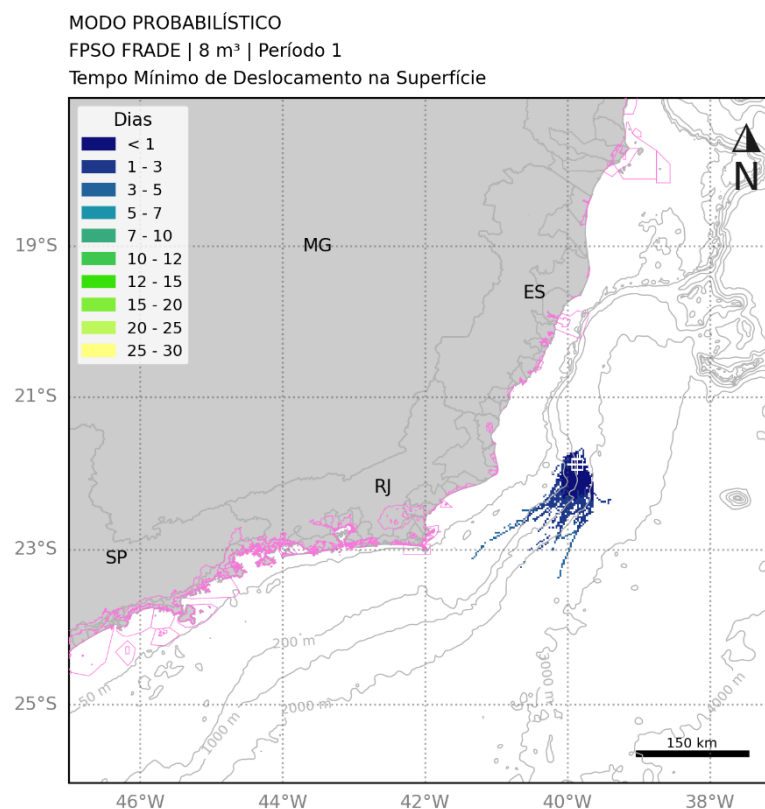 MODO PROBABILÍSTICO
FPSO FRADE | 8 m³ | Período 1
Tempo Mínimo de Deslocamento na Superfície
Dias
< 1
1 - 3
3 - 5
5 - 7
7 - 10
10 - 12
12 - 15
15 - 20
20 - 25
25 - 30
N
MG
ES
RJ
SP
19°S
21°S
23°S
25°S
50 m
200 m
1000 m
2000 m
3000 m
4000 m
150 km
46°W
44°W
42°W
40°W
38°W